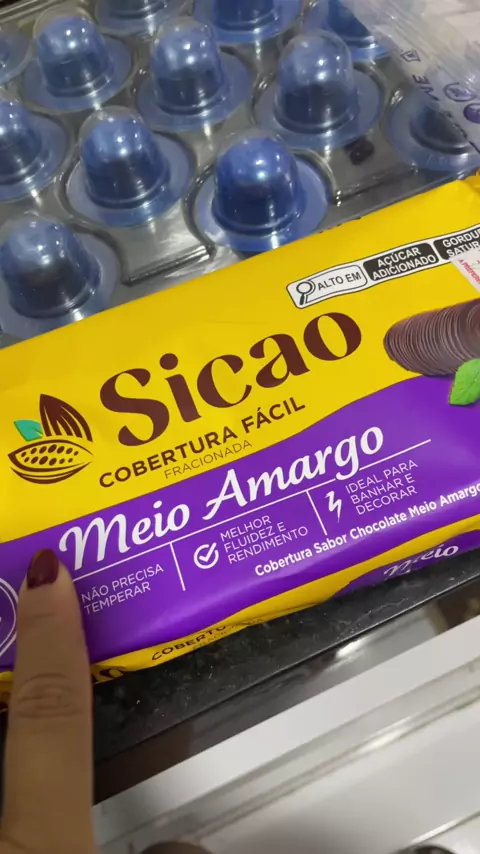 ALTO EM
AÇÚCAR
ADICIONADO
Sicao
COBERTURA FÁCIL
FRACIONADA
Meio Amargo
NÃO PRECISA
TEMPERAR
MELHOR
FLUIDEZ E
RENDIMENTO
IDEAL PARA
BANHAR E
DECORAR
Cobertura Sabor Chocolate Meio Amargo
Meio